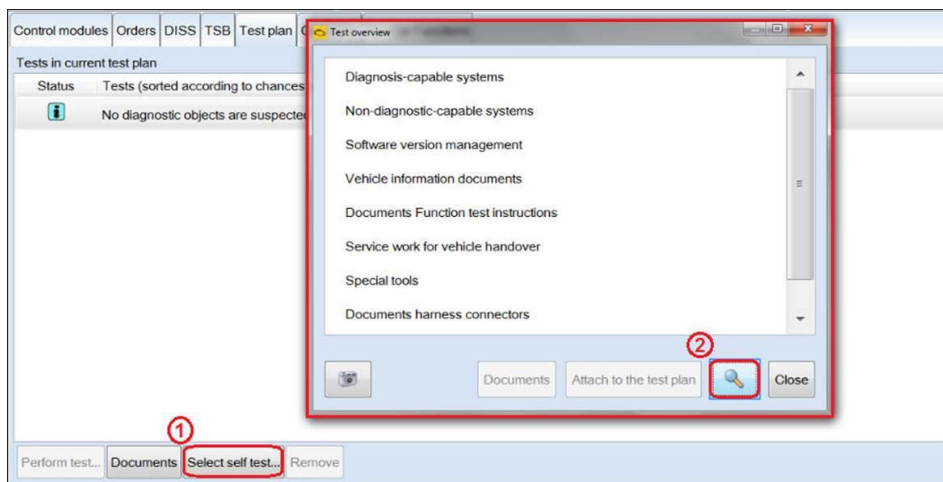 Control modules Orders DISS TSB Test plan
Test overview
Tests in current test plan
Status Tests (sorted according to chances
No diagnostic objects are suspected
Diagnosis-capable systems
Non-diagnostic-capable systems
Software version management
Vehicle information documents
Documents Function test instructions
Service work for vehicle handover
Special tools
Documents harness connectors
2
Documents Attach to the test plan Close
1
Perform test... Documents Select self test... Remove